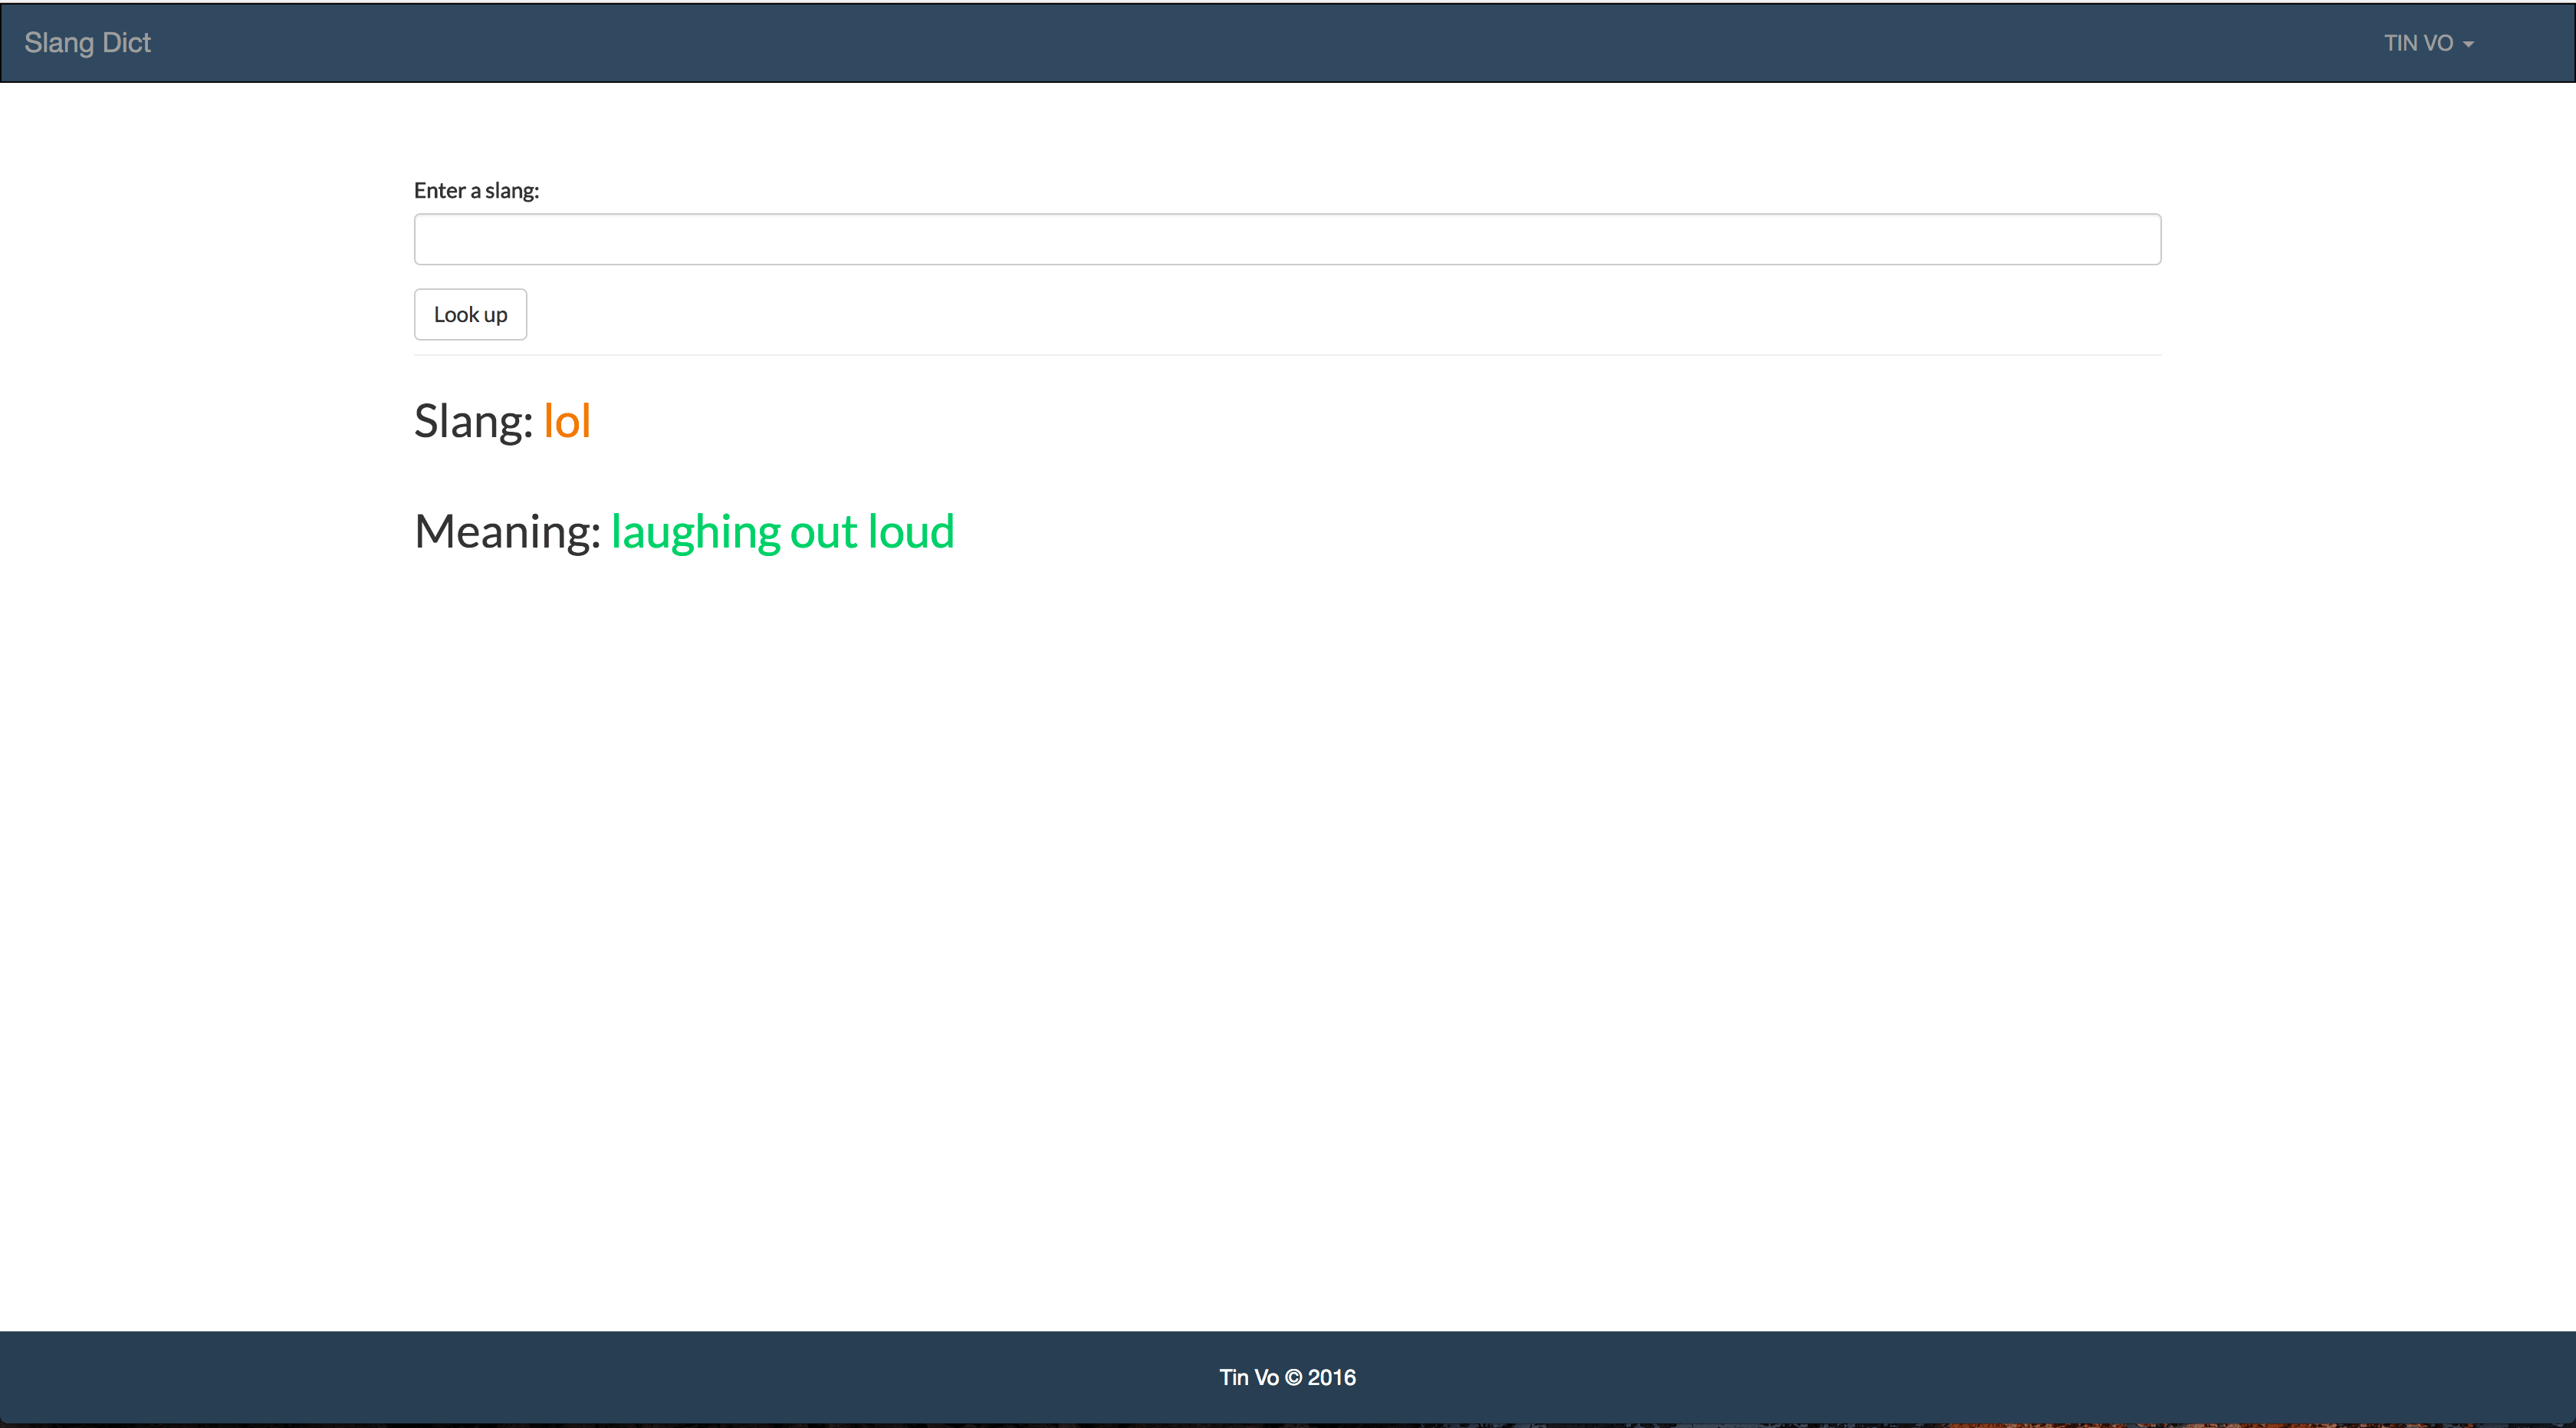 Slang Dict
TIN VO
Enter a slang:
Look up
Slang: lol
Meaning: laughing out loud
Tin Vo © 2016